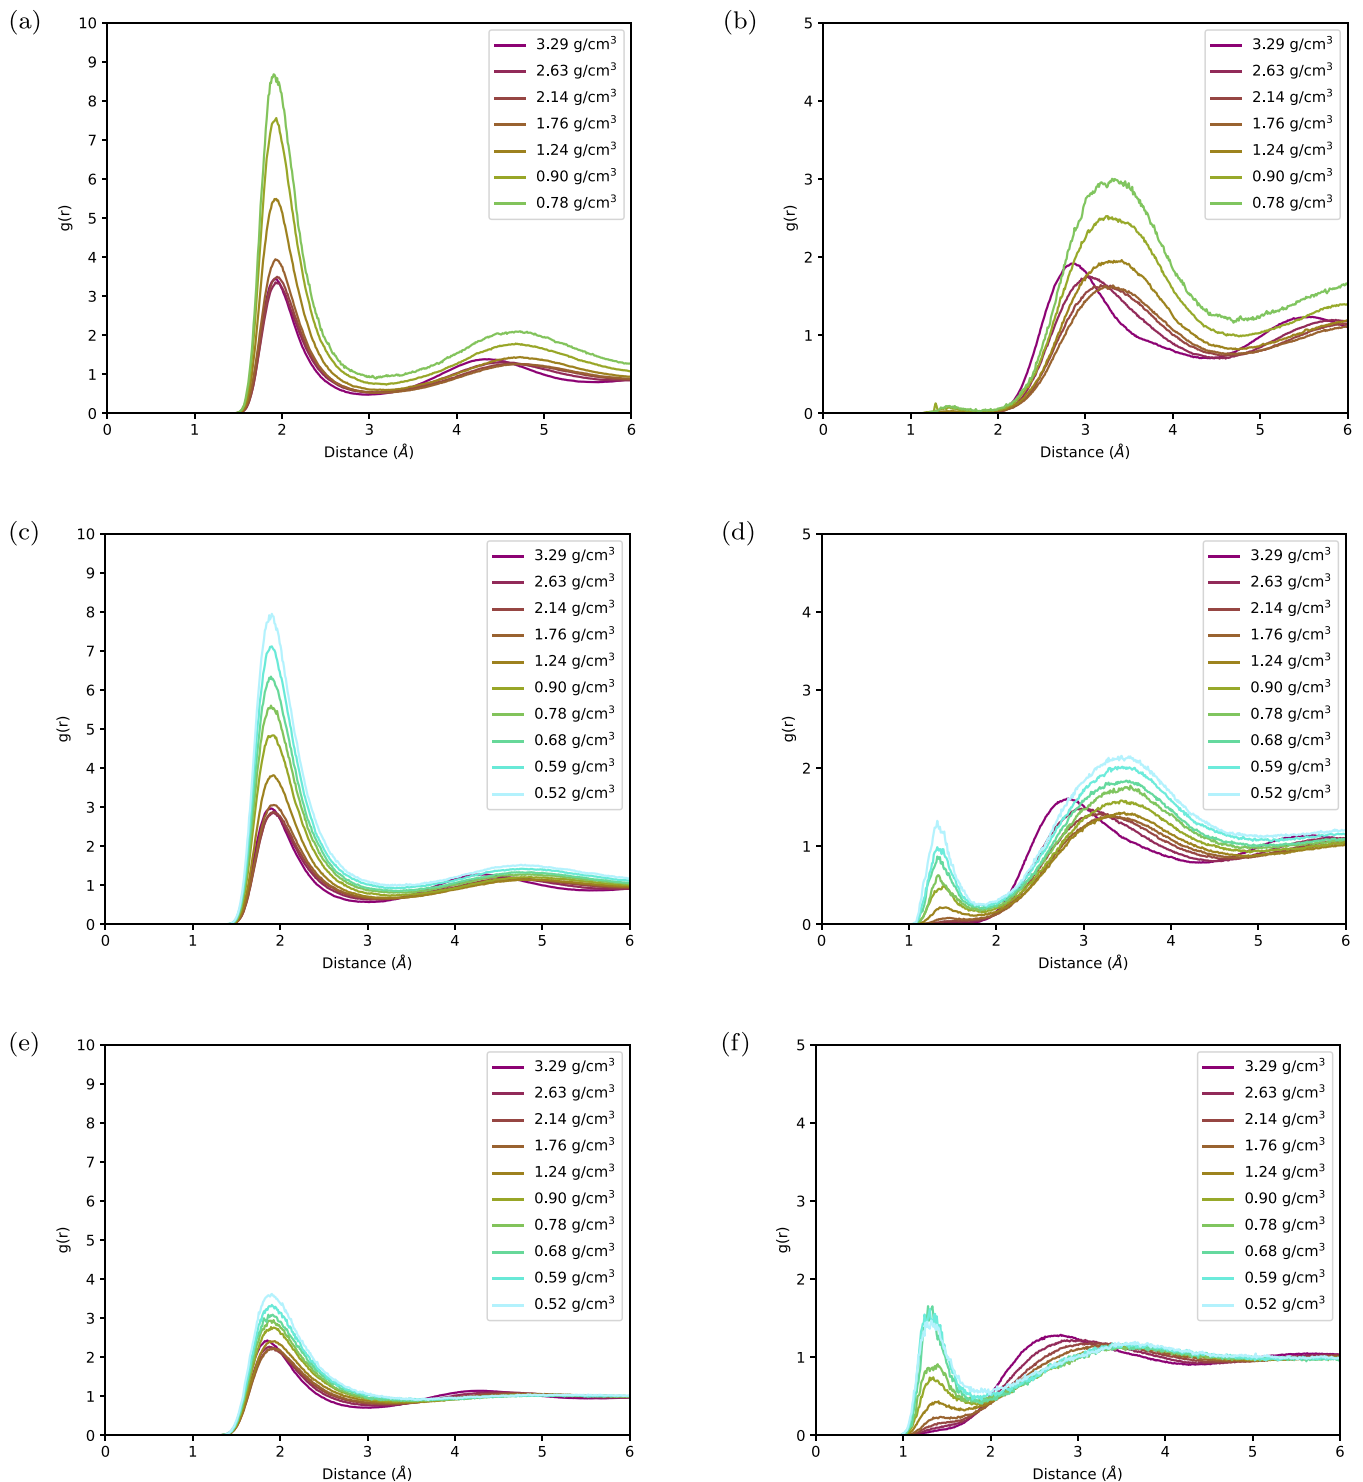 (a)
10
9
8
7
6
5
4
3
2
1
0
g(r)
0 1 2 3 4 5 6
Distance (Å)
3.29 g/cm³
2.63 g/cm³
2.14 g/cm³
1.76 g/cm³
1.24 g/cm³
0.90 g/cm³
0.78 g/cm³
(b)
5
4
3
2
1
0
g(r)
0 1 2 3 4 5 6
Distance (Å)
3.29 g/cm³
2.63 g/cm³
2.14 g/cm³
1.76 g/cm³
1.24 g/cm³
0.90 g/cm³
0.78 g/cm³
(c)
10
9
8
7
6
5
4
3
2
1
0
g(r)
0 1 2 3 4 5 6
Distance (Å)
3.29 g/cm³
2.63 g/cm³
2.14 g/cm³
1.76 g/cm³
1.24 g/cm³
0.90 g/cm³
0.78 g/cm³
0.68 g/cm³
0.59 g/cm³
0.52 g/cm³
(d)
5
4
3
2
1
0
g(r)
0 1 2 3 4 5 6
Distance (Å)
3.29 g/cm³
2.63 g/cm³
2.14 g/cm³
1.76 g/cm³
1.24 g/cm³
0.90 g/cm³
0.78 g/cm³
0.68 g/cm³
0.59 g/cm³
0.52 g/cm³
(e)
10
9
8
7
6
5
4
3
2
1
0
g(r)
0 1 2 3 4 5 6
Distance (Å)
3.29 g/cm³
2.63 g/cm³
2.14 g/cm³
1.76 g/cm³
1.24 g/cm³
0.90 g/cm³
0.78 g/cm³
0.68 g/cm³
0.59 g/cm³
0.52 g/cm³
(f)
5
4
3
2
1
0
g(r)
0 1 2 3 4 5 6
Distance (Å)
3.29 g/cm³
2.63 g/cm³
2.14 g/cm³
1.76 g/cm³
1.24 g/cm³
0.90 g/cm³
0.78 g/cm³
0.68 g/cm³
0.59 g/cm³
0.52 g/cm³